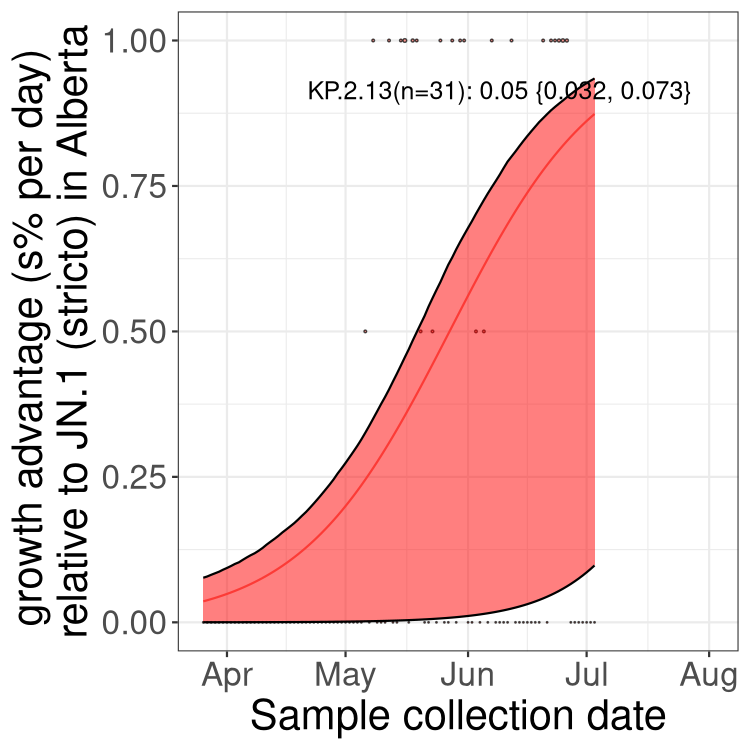 growth advantage (s% per day)
relative to JN.1 (stricto) in Alberta
1.00
0.75
0.50
0.25
0.00
KP.2.13(n=31): 0.05 {0.032, 0.073}
Apr May Jun Jul Aug
Sample collection date